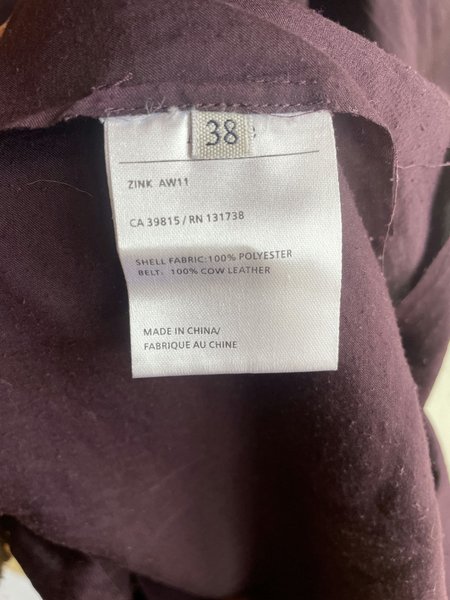 38
ZINK AW11
CA 39815 / RN 131738
SHELL FABRIC:100% POLYESTER
BELT: 100% COW LEATHER
MADE IN CHINA/
FABRIQUE AU CHINE